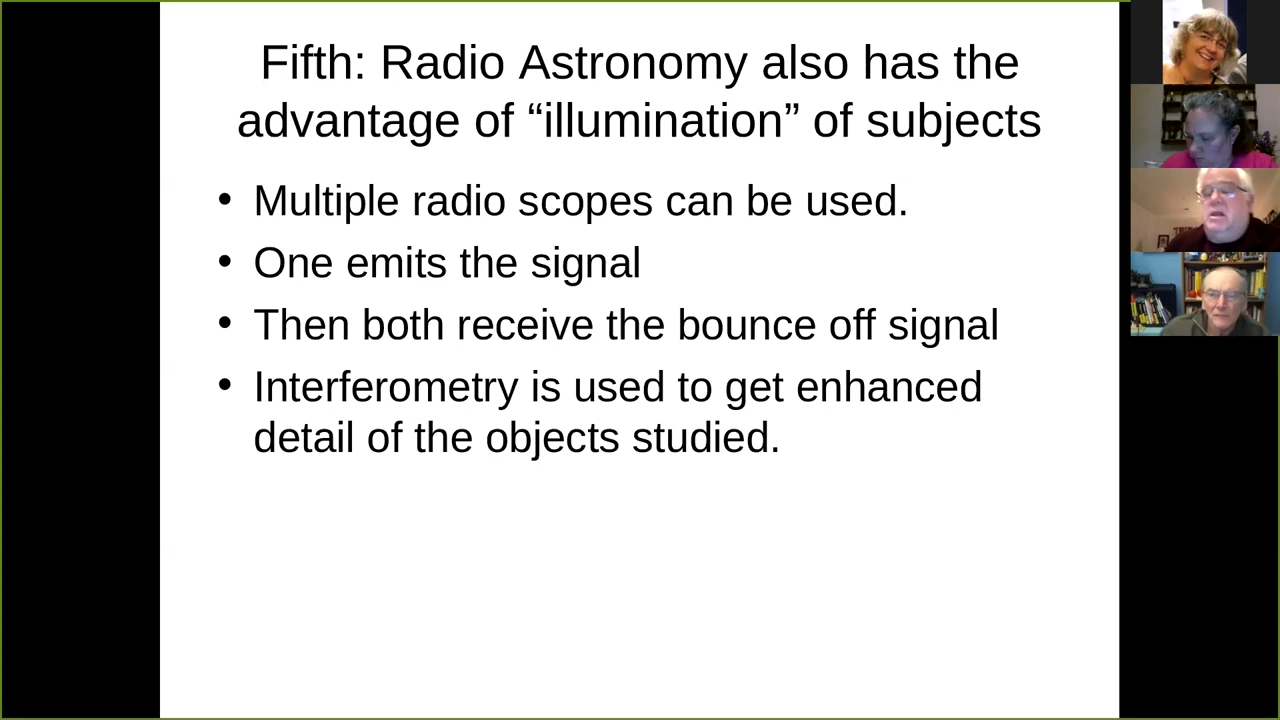 Fifth: Radio Astronomy also has the
advantage of “illumination” of subjects
• Multiple radio scopes can be used.
• One emits the signal
• Then both receive the bounce off signal
• Interferometry is used to get enhanced
detail of the objects studied.